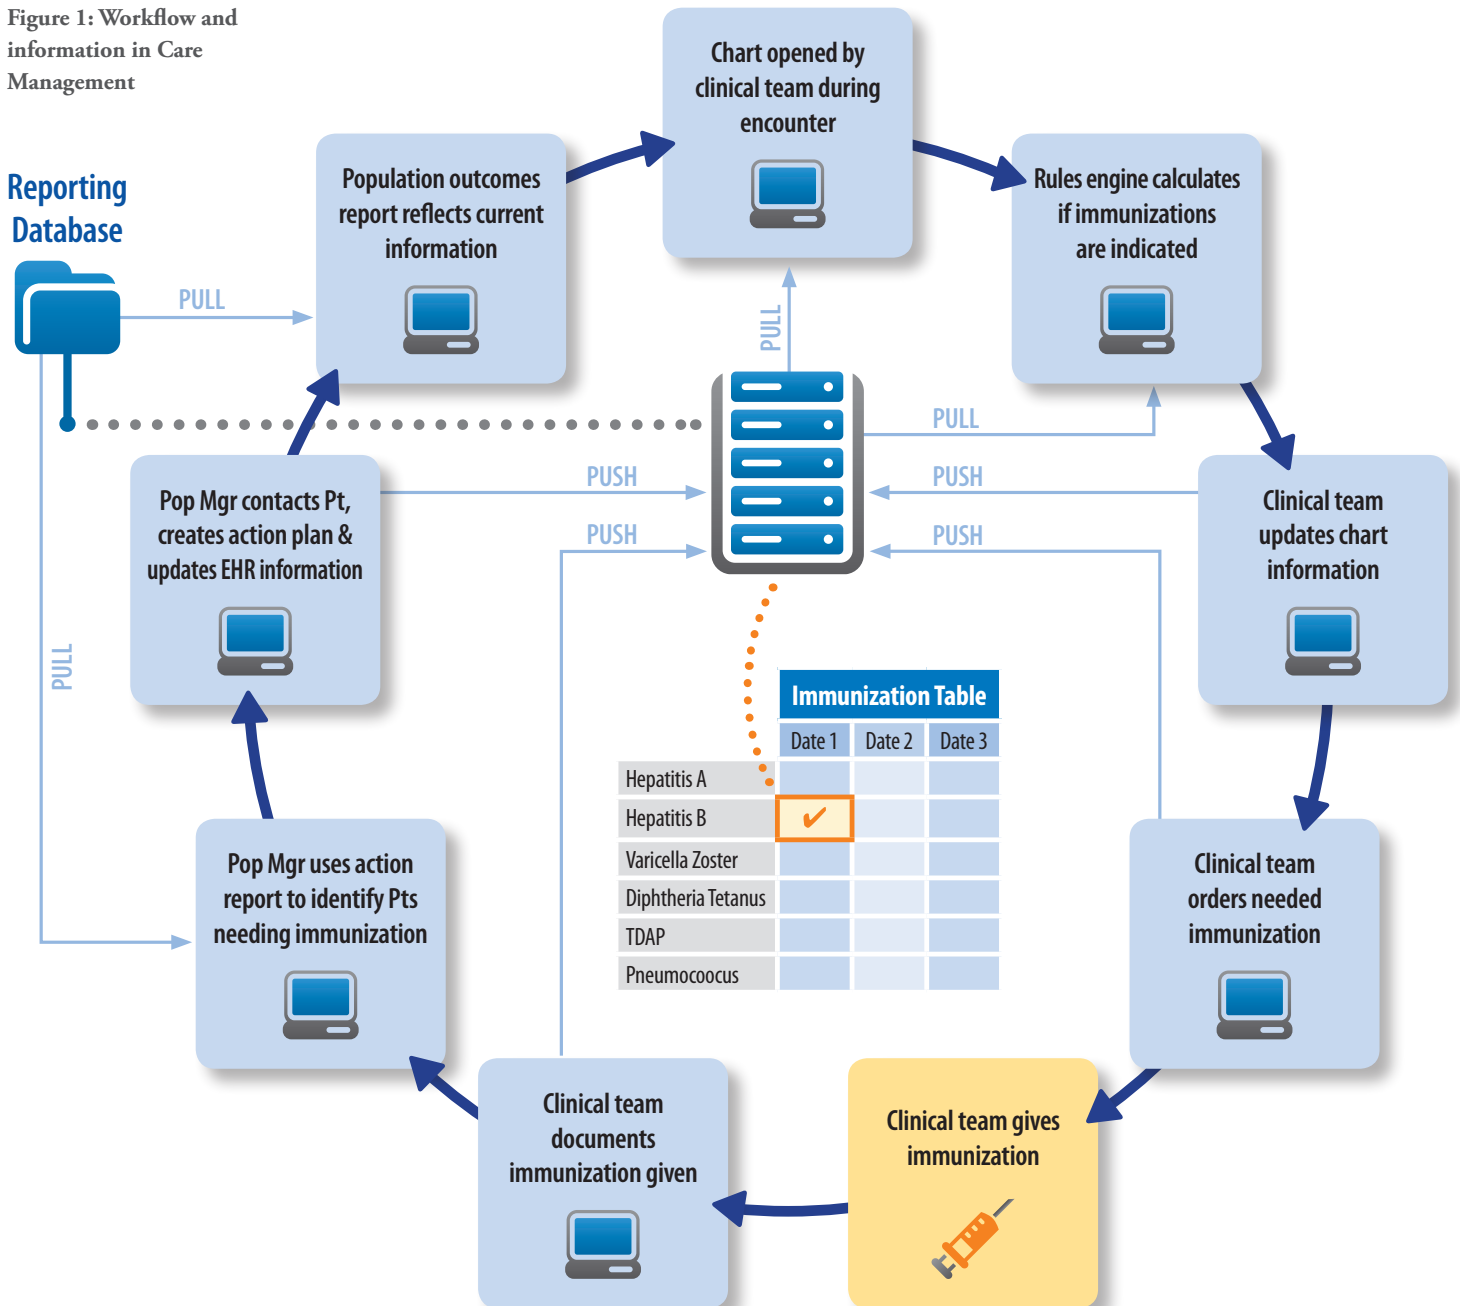 Figure 1: Workflow and
information in Care
Management
Chart opened by
clinical team during
encounter
Population outcomes
report reflects current
information
Rules engine calculates
if immunizations
are indicated
Reporting
Database
PULL
PULL
PULL
PUSH
PUSH
Pop Mgr contacts Pt,
creates action plan &
updates EHR information
Clinical team
updates chart
information
PUSH
PUSH
PULL
Immunization Table
Date 1 Date 2 Date 3
Hepatitis A
Hepatitis B ✔
Varicella Zoster
Diphtheria Tetanus
TDAP
Pneumocoocus
Pop Mgr uses action
report to identify Pts
needing immunization
Clinical team
orders needed
immunization
Clinical team
documents
immunization given
Clinical team gives
immunization